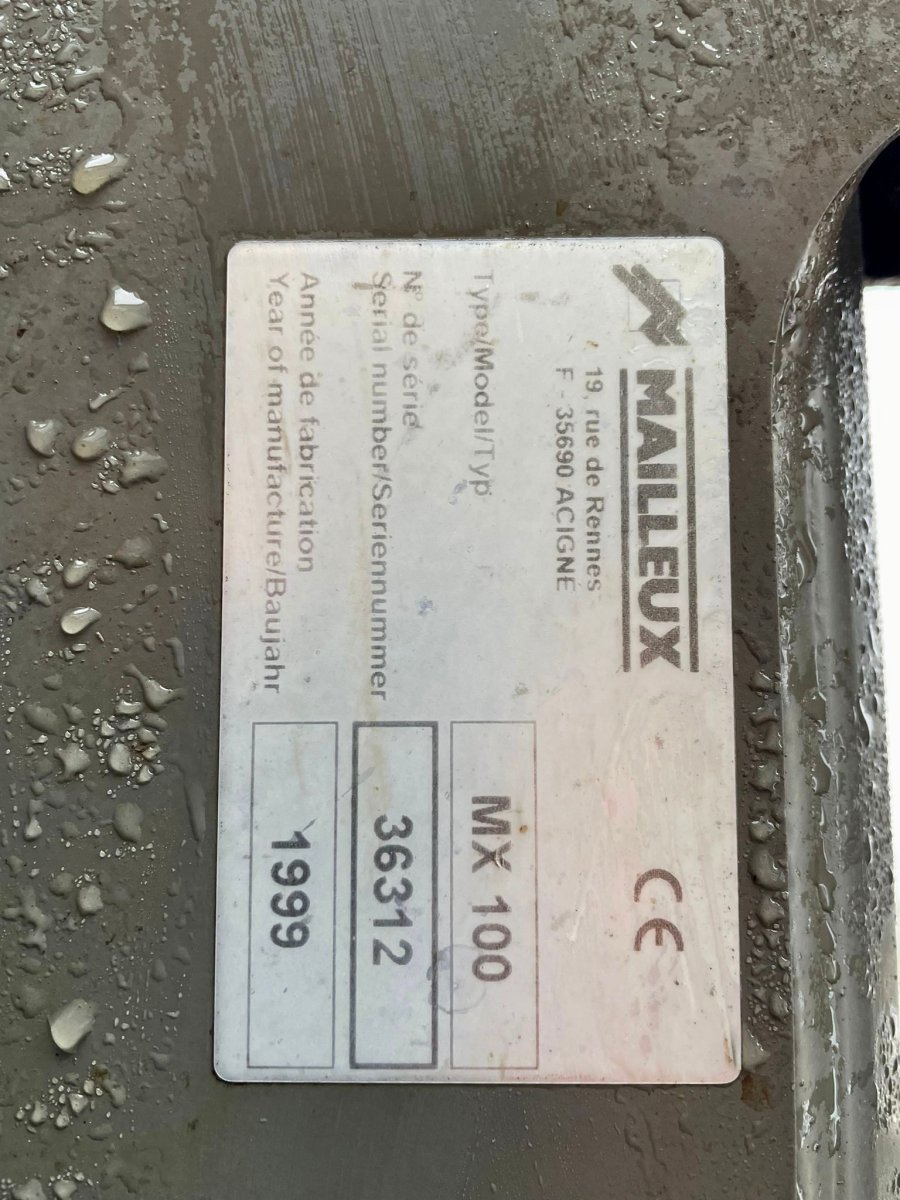 MAILLEUX
CE
19, rue de Rennes
F - 35690 ACIGNÉ
Type/Model/Typ
MX 100
N° de série
Serial number/Seriennummer
36312
Année de fabrication
Year of manufacture/Baujahr
1999